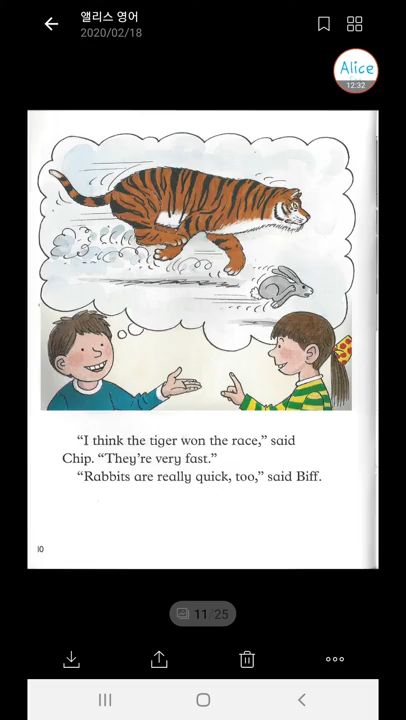 앨리스 영어
2020/02/18
Alice
12:32
“I think the tiger won the race,” said
Chip. “They’re very fast.”
“Rabbits are really quick, too,” said Biff.
10
11/25